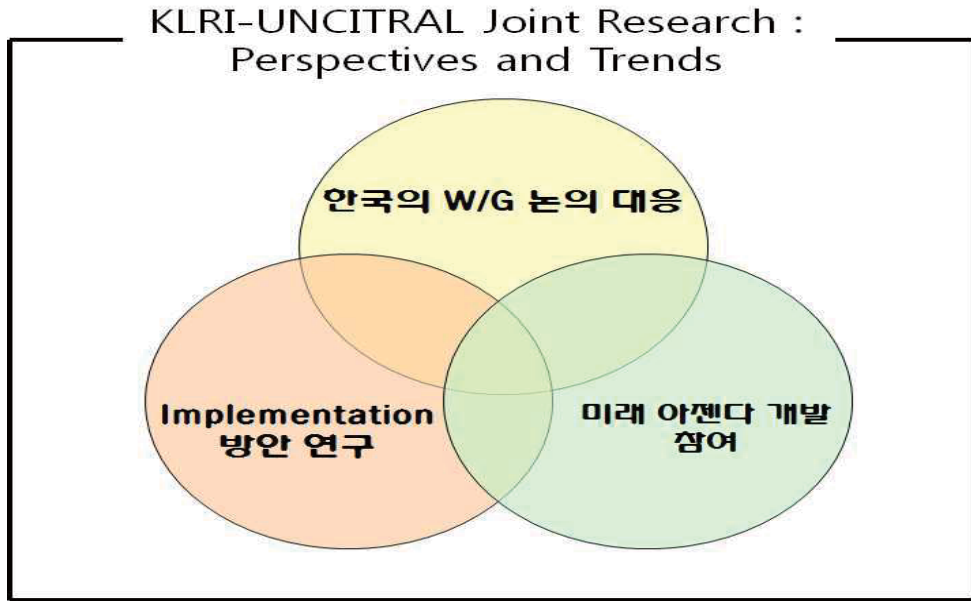 KLRI-UNCITRAL Joint Research :
Perspectives and Trends
한국의 W/G 논의 대응
Implementation
방안 연구
미래 아젠다 개발
참여